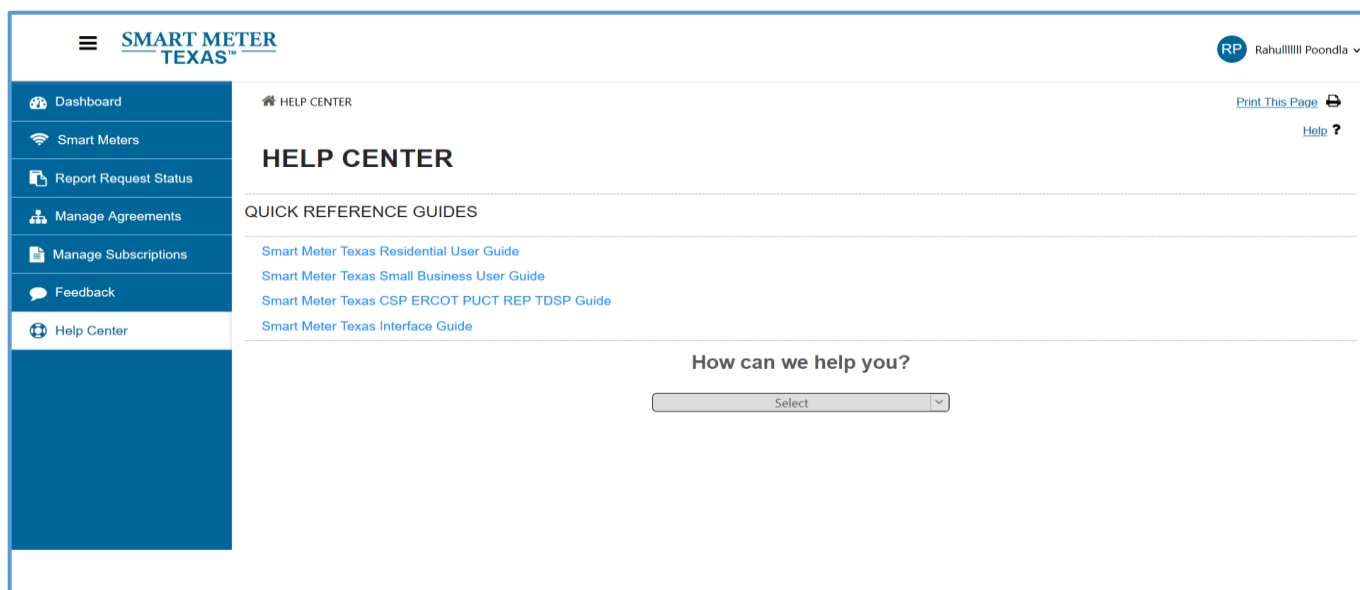 SMART METER
TEXAS™
RP Rahulllllll Poondla
Dashboard
Smart Meters
Report Request Status
Manage Agreements
Manage Subscriptions
Feedback
Help Center
HELP CENTER
Print This Page
Help ?
HELP CENTER
QUICK REFERENCE GUIDES
Smart Meter Texas Residential User Guide
Smart Meter Texas Small Business User Guide
Smart Meter Texas CSP ERCOT PUCT REP TDSP Guide
Smart Meter Texas Interface Guide
How can we help you?
Select